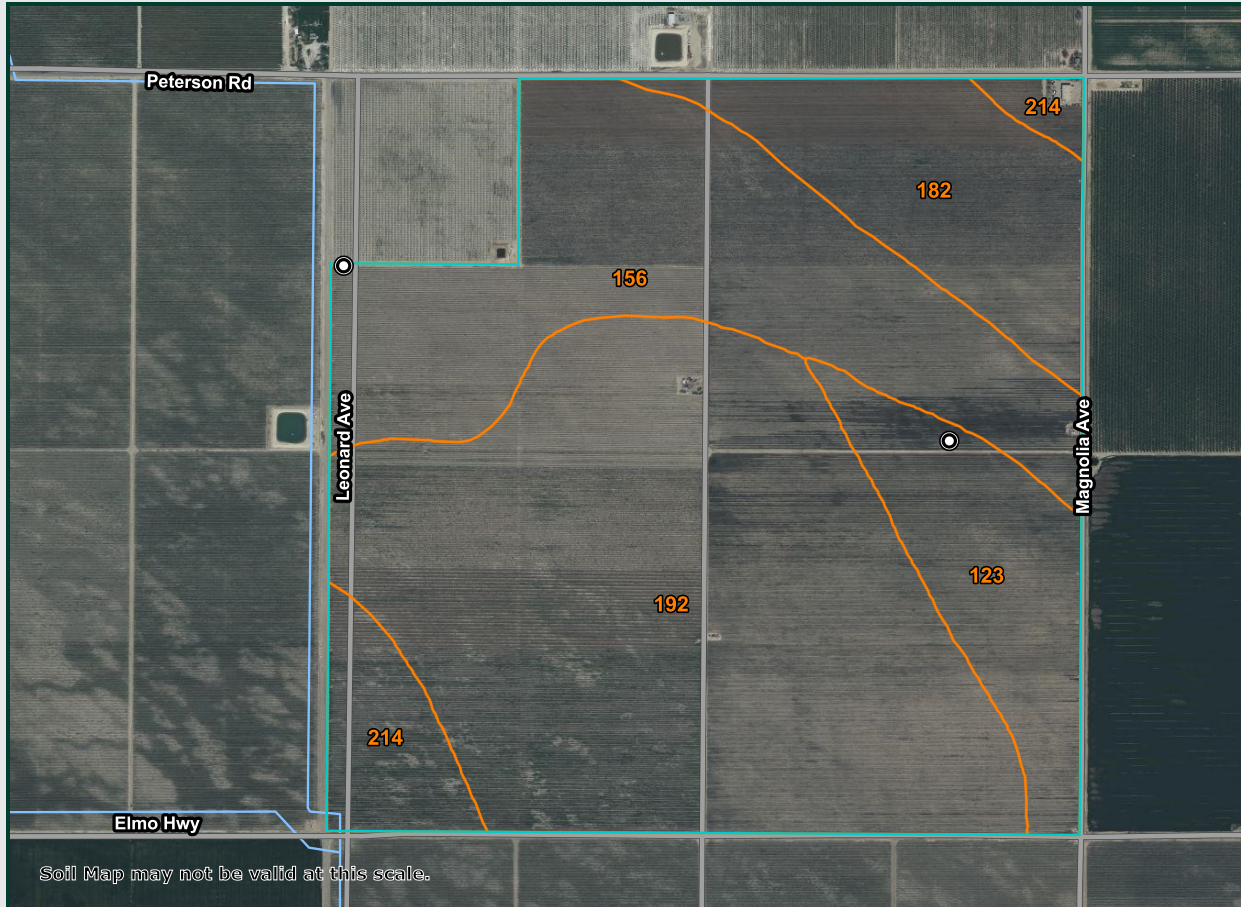 Peterson Rd
214
182
156
Leonard Ave
Magnolia Ave
123
192
214
Elmo Hwy
Soil Map may not be valid at this scale.